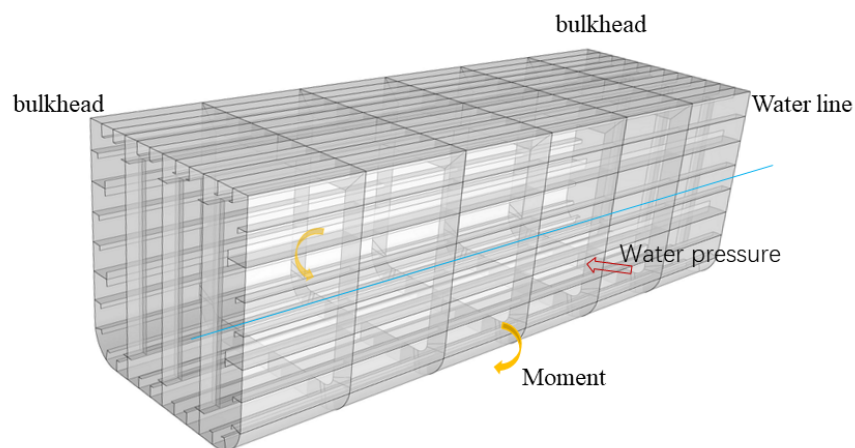 bulkhead
bulkhead
Water line
Water pressure
Moment